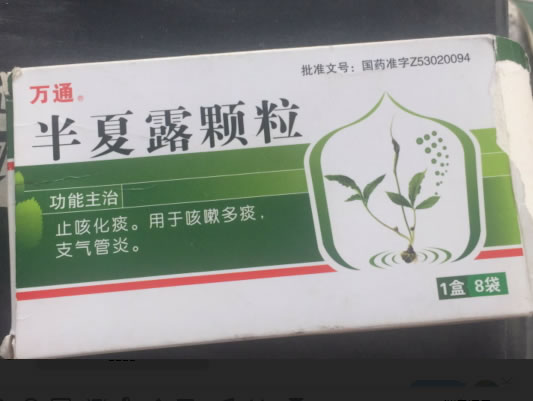 批准文号：国药准字Z53020094
万通®
半夏露颗粒
功能主治
止咳化痰。用于咳嗽多痰，
支气管炎。
1盒 8袋